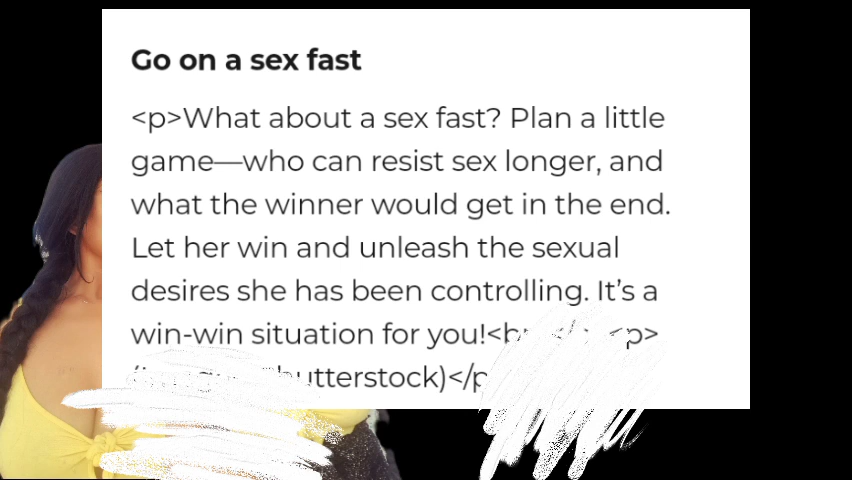 Go on a sex fast
<p>What about a sex fast? Plan a little
game—who can resist sex longer, and
what the winner would get in the end.
Let her win and unleash the sexual
desires she has been controlling. It’s a
win-win situation for you!